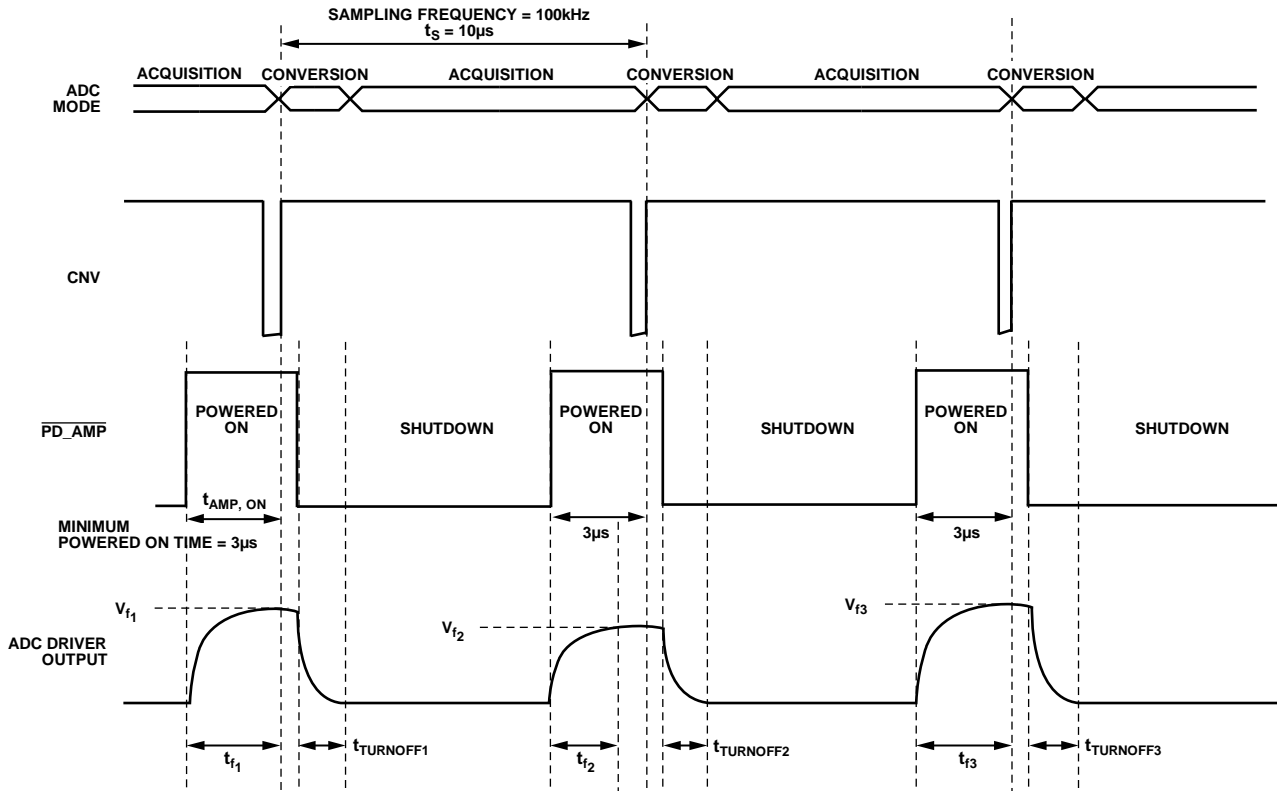 SAMPLING FREQUENCY = 100kHz
tS = 10µs
ACQUISITION CONVERSION ACQUISITION CONVERSION ACQUISITION CONVERSION
ADC
MODE
CNV
PD_AMP
POWERED
ON
SHUTDOWN
POWERED
ON
SHUTDOWN
POWERED
ON
SHUTDOWN
tAMP, ON
MINIMUM
POWERED ON TIME = 3µs
3µs
3µs
Vf1
Vf2
Vf3
ADC DRIVER
OUTPUT
tf1
tTURNOFF1
tf2
tTURNOFF2
tf3
tTURNOFF3